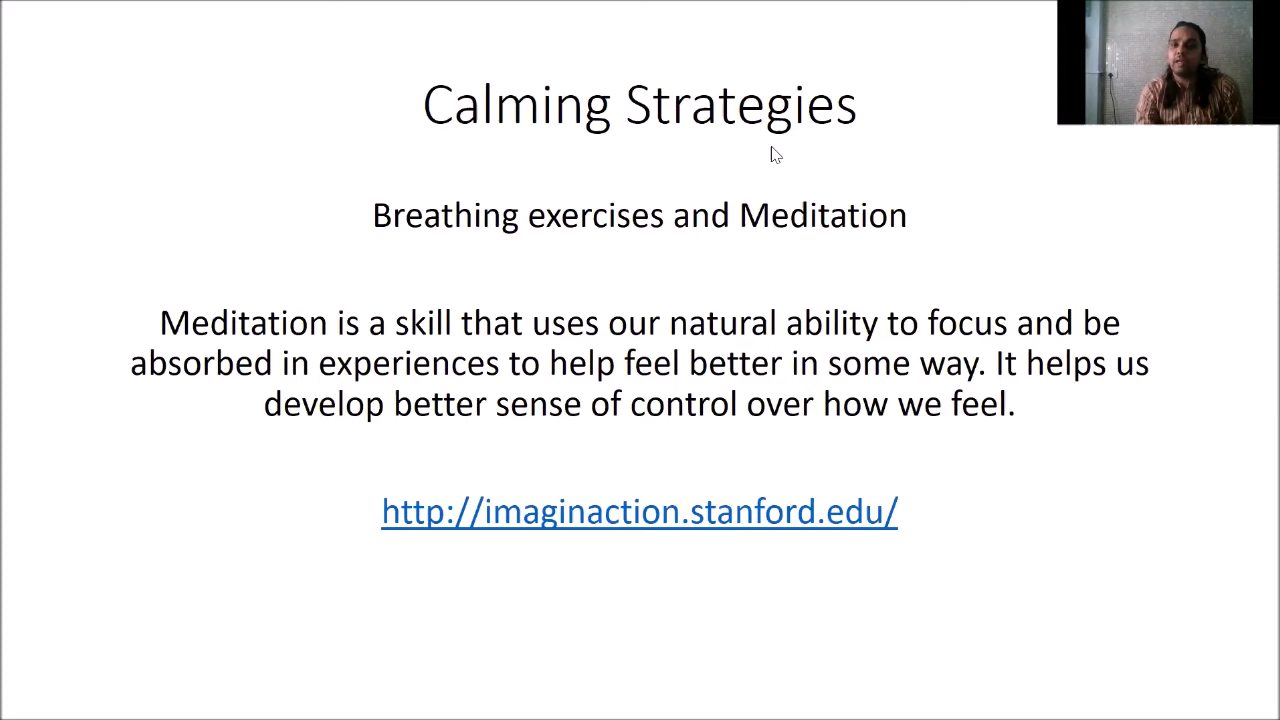 Calming Strategies
Breathing exercises and Meditation
Meditation is a skill that uses our natural ability to focus and be
absorbed in experiences to help feel better in some way. It helps us
develop better sense of control over how we feel.
http://imaginaction.stanford.edu/